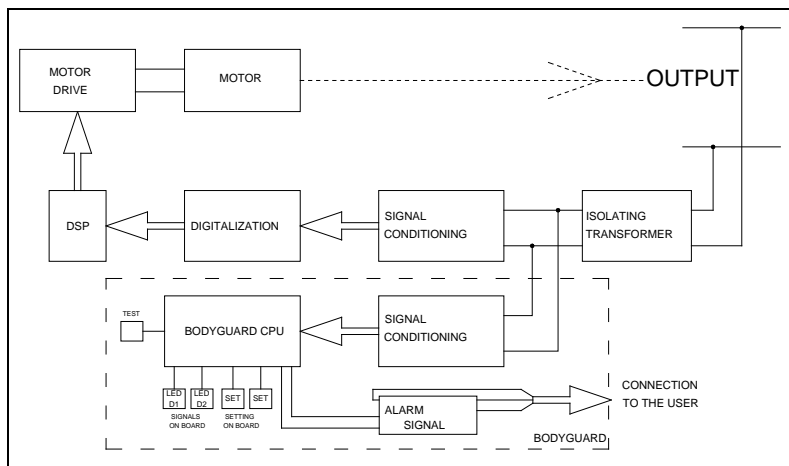 MOTOR
DRIVE
MOTOR
OUTPUT
DSP
DIGITALIZATION
SIGNAL
CONDITIONING
ISOLATING
TRANSFORMER
TEST
BODYGUARD CPU
SIGNAL
CONDITIONING
LED
D1
LED
D2
SET
SET
SIGNALS
ON BOARD
SETTING
ON BOARD
ALARM
SIGNAL
CONNECTION
TO THE USER
BODYGUARD